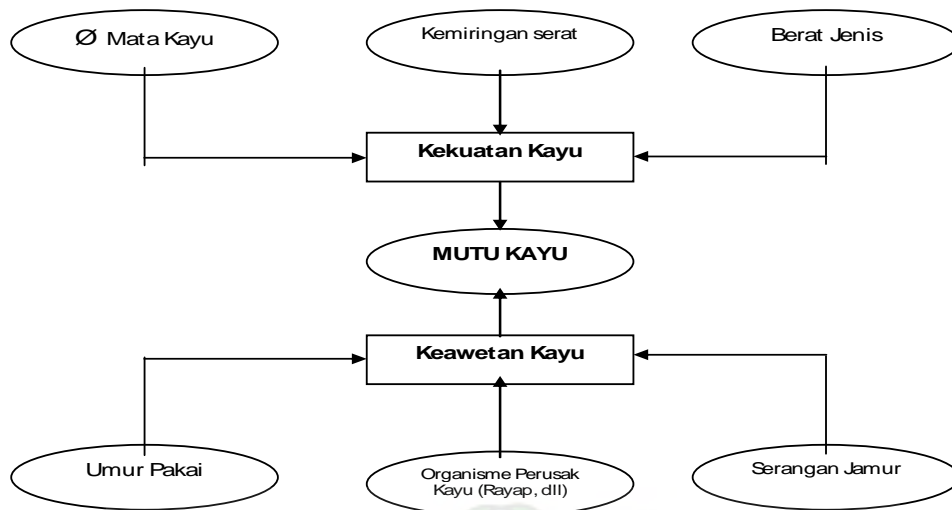 Ø Mata Kayu
Kemiringan serat
Berat Jenis
Kekuatan Kayu
MUTU KAYU
Keawetan Kayu
Umur Pakai
Organisme Perusak
Kayu (Rayap, dll)
Serangan Jamur